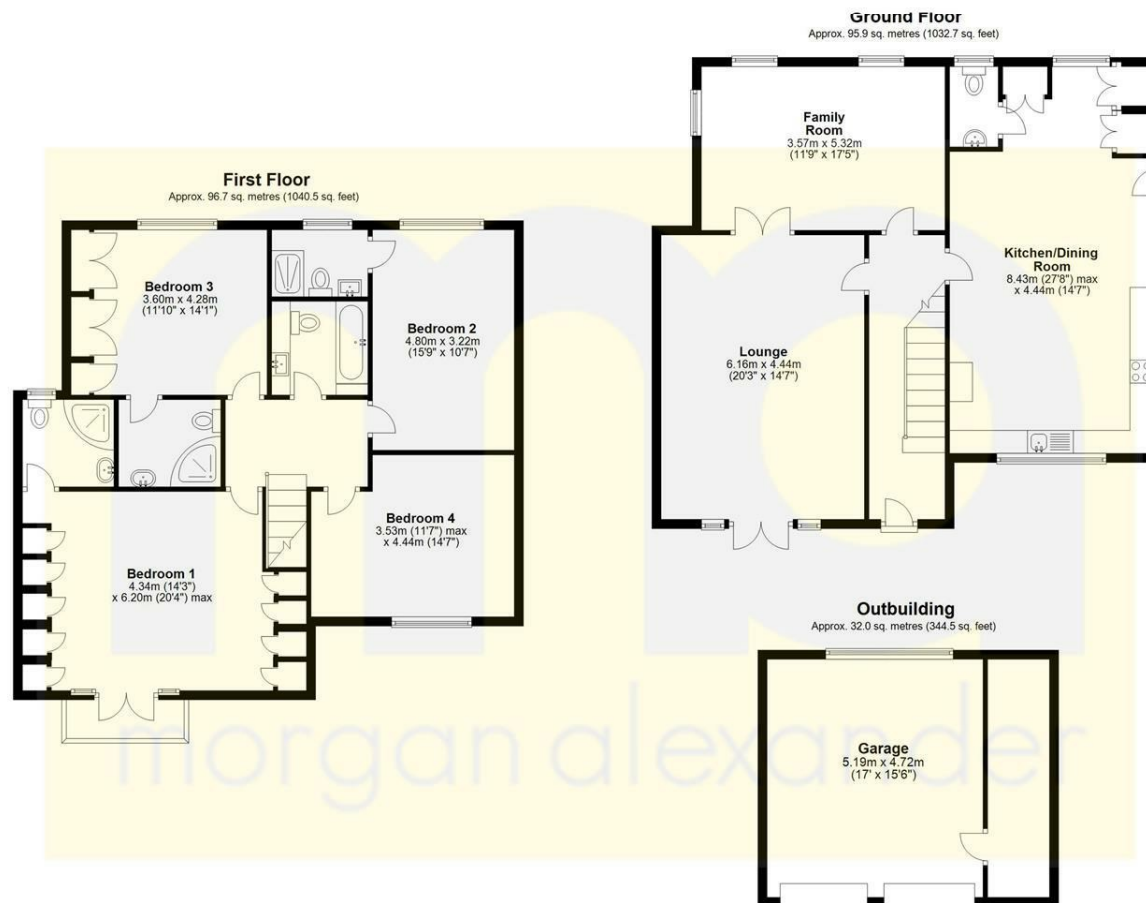 Ground Floor
Approx. 95.9 sq. metres (1032.7 sq. feet)
Family
Room
3.57m x 5.32m
(11'9" x 17'5")
Kitchen/Dining
Room
8.43m (27'8") max
x 4.44m (14'7")
Lounge
6.16m x 4.44m
(20'3" x 14'7")
First Floor
Approx. 96.7 sq. metres (1040.5 sq. feet)
Bedroom 3
3.60m x 4.28m
(11'10" x 14'1")
Bedroom 2
4.80m x 3.22m
(15'9" x 10'7")
Bedroom 4
3.53m (11'7") max
x 4.44m (14'7")
Bedroom 1
4.34m (14'3")
x 6.20m (20'4") max
Outbuilding
Approx. 32.0 sq. metres (344.5 sq. feet)
Garage
5.19m x 4.72m
(17' x 15'6")
morgan alexander